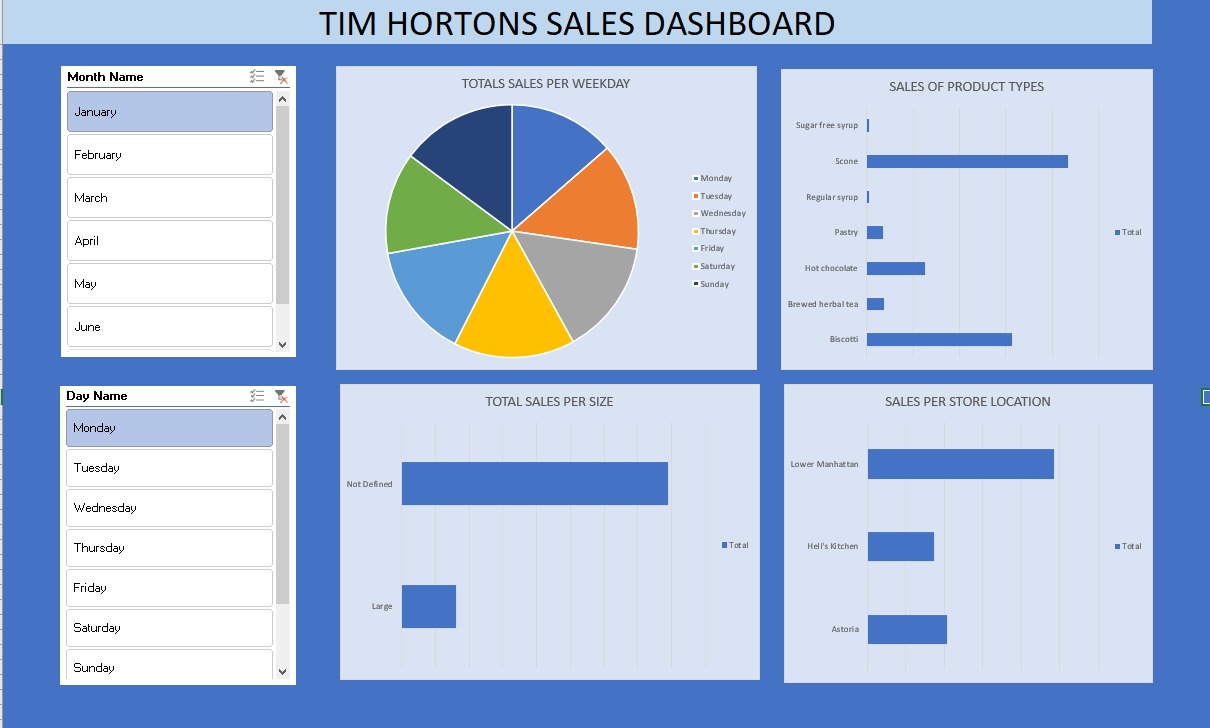 TIM HORTONS SALES DASHBOARD
Month Name
January
February
March
April
May
June
Day Name
Monday
Tuesday
Wednesday
Thursday
Friday
Saturday
Sunday
TOTALS SALES PER WEEKDAY
Monday
Tuesday
Wednesday
Thursday
Friday
Saturday
Sunday
SALES OF PRODUCT TYPES
Sugar free syrup
Scone
Regular syrup
Pastry
Hot chocolate
Brewed herbal tea
Biscotti
Total
TOTAL SALES PER SIZE
Not Defined
Large
Total
SALES PER STORE LOCATION
Lower Manhattan
Hell's Kitchen
Astoria
Total